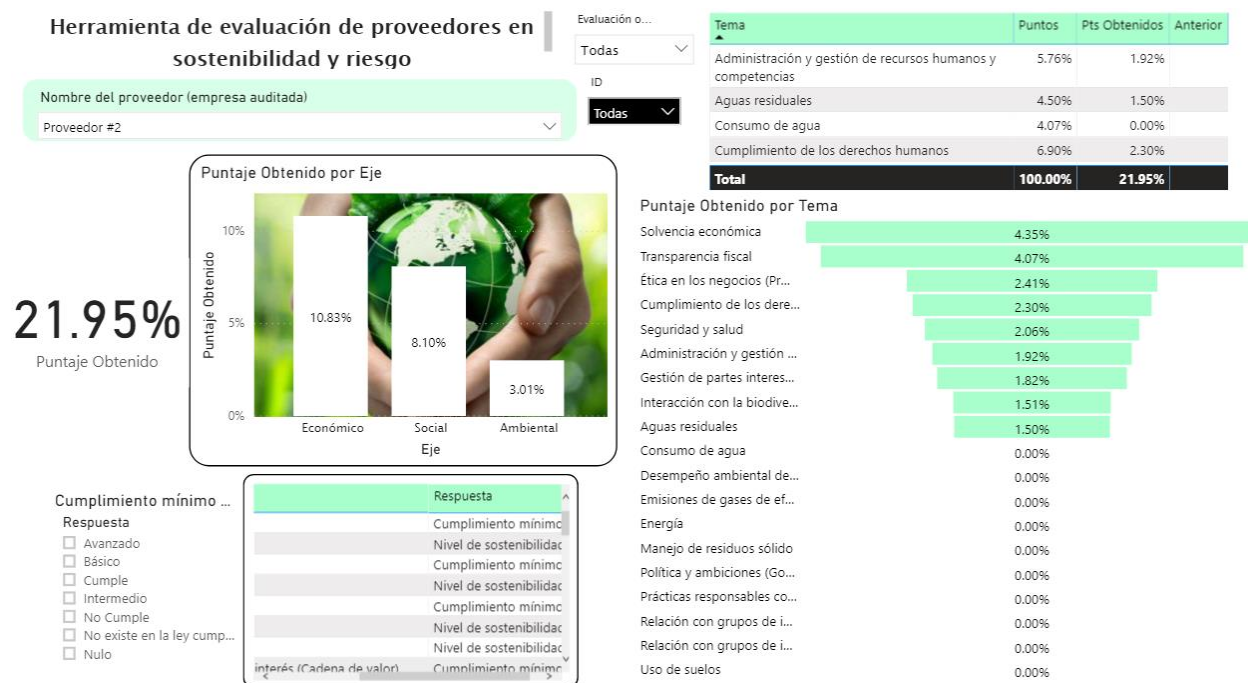 Herramienta de evaluación de proveedores en
sostenibilidad y riesgo
Nombre del proveedor (empresa auditada)
Proveedor #2
Evaluación o...
Todas
ID
Todas
Tema Puntos Pts Obtenidos Anterior
Administración y gestión de recursos humanos y
competencias 5.76% 1.92%
Aguas residuales 4.50% 1.50%
Consumo de agua 4.07% 0.00%
Cumplimiento de los derechos humanos 6.90% 2.30%
Total 100.00% 21.95%
21.95%
Puntaje Obtenido
Puntaje Obtenido por Eje
Puntaje Obtenido
10%
5%
0%
10.83%
8.10%
3.01%
Económico Social Ambiental
Eje
Puntaje Obtenido por Tema
Solvencia económica 4.35%
Transparencia fiscal 4.07%
Ética en los negocios (Pr... 2.41%
Cumplimiento de los dere... 2.30%
Seguridad y salud 2.06%
Administración y gestión ... 1.92%
Gestión de partes interes... 1.82%
Interacción con la biodive... 1.51%
Aguas residuales 1.50%
Consumo de agua 0.00%
Desempeño ambiental de... 0.00%
Emisiones de gases de ef... 0.00%
Energía 0.00%
Manejo de residuos sólido 0.00%
Política y ambiciones (Go... 0.00%
Prácticas responsables co... 0.00%
Relación con grupos de i... 0.00%
Relación con grupos de i... 0.00%
Uso de suelos 0.00%
Cumplimiento mínimo ...
Respuesta
Avanzado
Básico
Cumple
Intermedio
No Cumple
No existe en la ley cump...
Nulo
Respuesta
Cumplimiento mínimo
Nivel de sostenibilidad
Cumplimiento mínimo
Nivel de sostenibilidad
Cumplimiento mínimo
Nivel de sostenibilidad
Nivel de sostenibilidad
interés (Cadena de valor) Cumplimiento mínimo